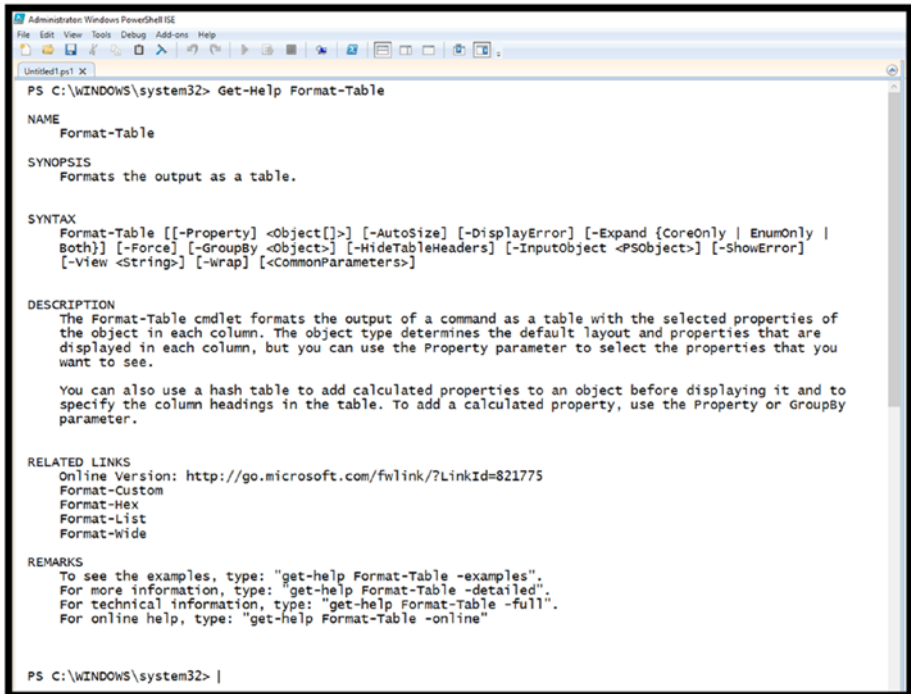 Administrator: Windows PowerShell ISE
File Edit View Tools Debug Add-ons Help
Untitled1.ps1 X
PS C:\WINDOWS\system32> Get-Help Format-Table
NAME
Format-Table
SYNOPSIS
Formats the output as a table.
SYNTAX
Format-Table [[-Property] <Object[]>] [-AutoSize] [-DisplayError] [-Expand {CoreOnly | EnumOnly |
Both}] [-Force] [-GroupBy <Object>] [-HideTableHeaders] [-InputObject <PSObject>] [-ShowError]
[-View <String>] [-Wrap] [<CommonParameters>]
DESCRIPTION
The Format-Table cmdlet formats the output of a command as a table with the selected properties of
the object in each column. The object type determines the default layout and properties that are
displayed in each column, but you can use the Property parameter to select the properties that you
want to see.
You can also use a hash table to add calculated properties to an object before displaying it and to
specify the column headings in the table. To add a calculated property, use the Property or GroupBy
parameter.
RELATED LINKS
Online Version: http://go.microsoft.com/fwlink/?LinkId=821775
Format-Custom
Format-Hex
Format-List
Format-Wide
REMARKS
To see the examples, type: "get-help Format-Table -examples".
For more information, type: "get-help Format-Table -detailed".
For technical information, type: "get-help Format-Table -full".
For online help, type: "get-help Format-Table -online"
PS C:\WINDOWS\system32>